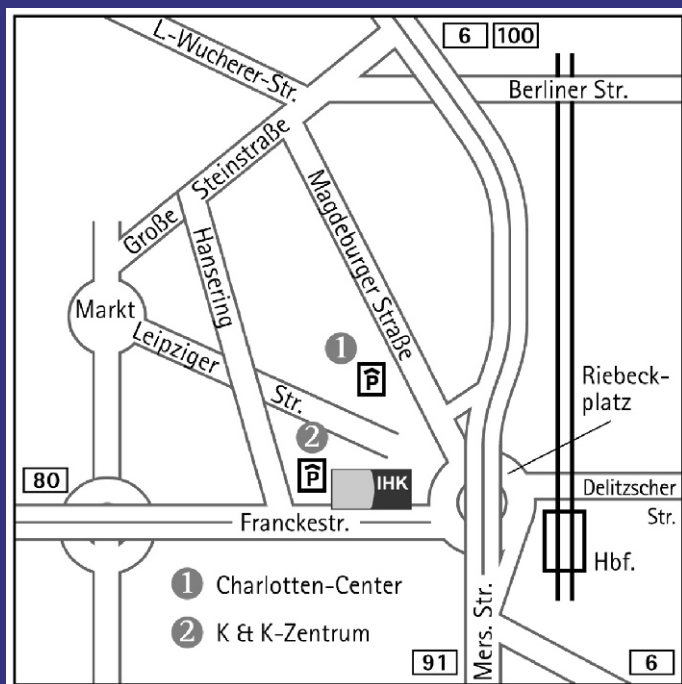 6 100
L.-Wucherer-Str.
Berliner Str.
Große Steinstraße
Magdeburger Straße
Hansering
Markt
Leipziger Str.
1
P
Riebeck-
platz
2
P
IHK
80
Delitzscher
Str.
Franckestr.
Hbf.
1 Charlotten-Center
2 K & K-Zentrum
Mers. Str.
91
6